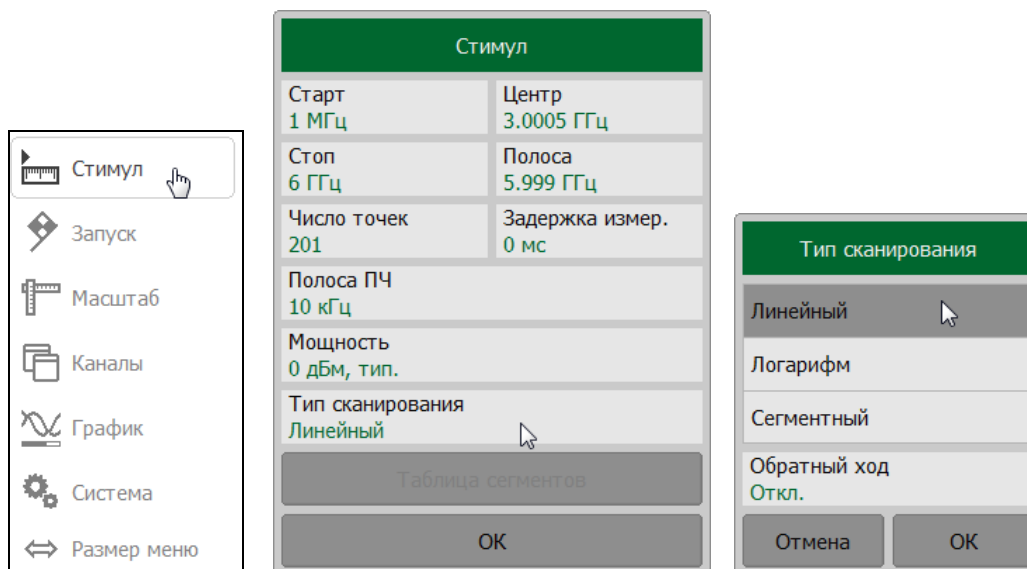 Стимул
Запуск
Масштаб
Каналы
График
Система
Размер меню
Стимул
Старт
1 МГц
Центр
3.0005 ГГц
Стоп
6 ГГц
Полоса
5.999 ГГц
Число точек
201
Задержка измер.
0 мс
Полоса ПЧ
10 кГц
Мощность
0 дБм, тип.
Тип сканирования
Линейный
Таблица сегментов
ОК
Тип сканирования
Линейный
Логарифм
Сегментный
Обратный ход
Откл.
Отмена
ОК